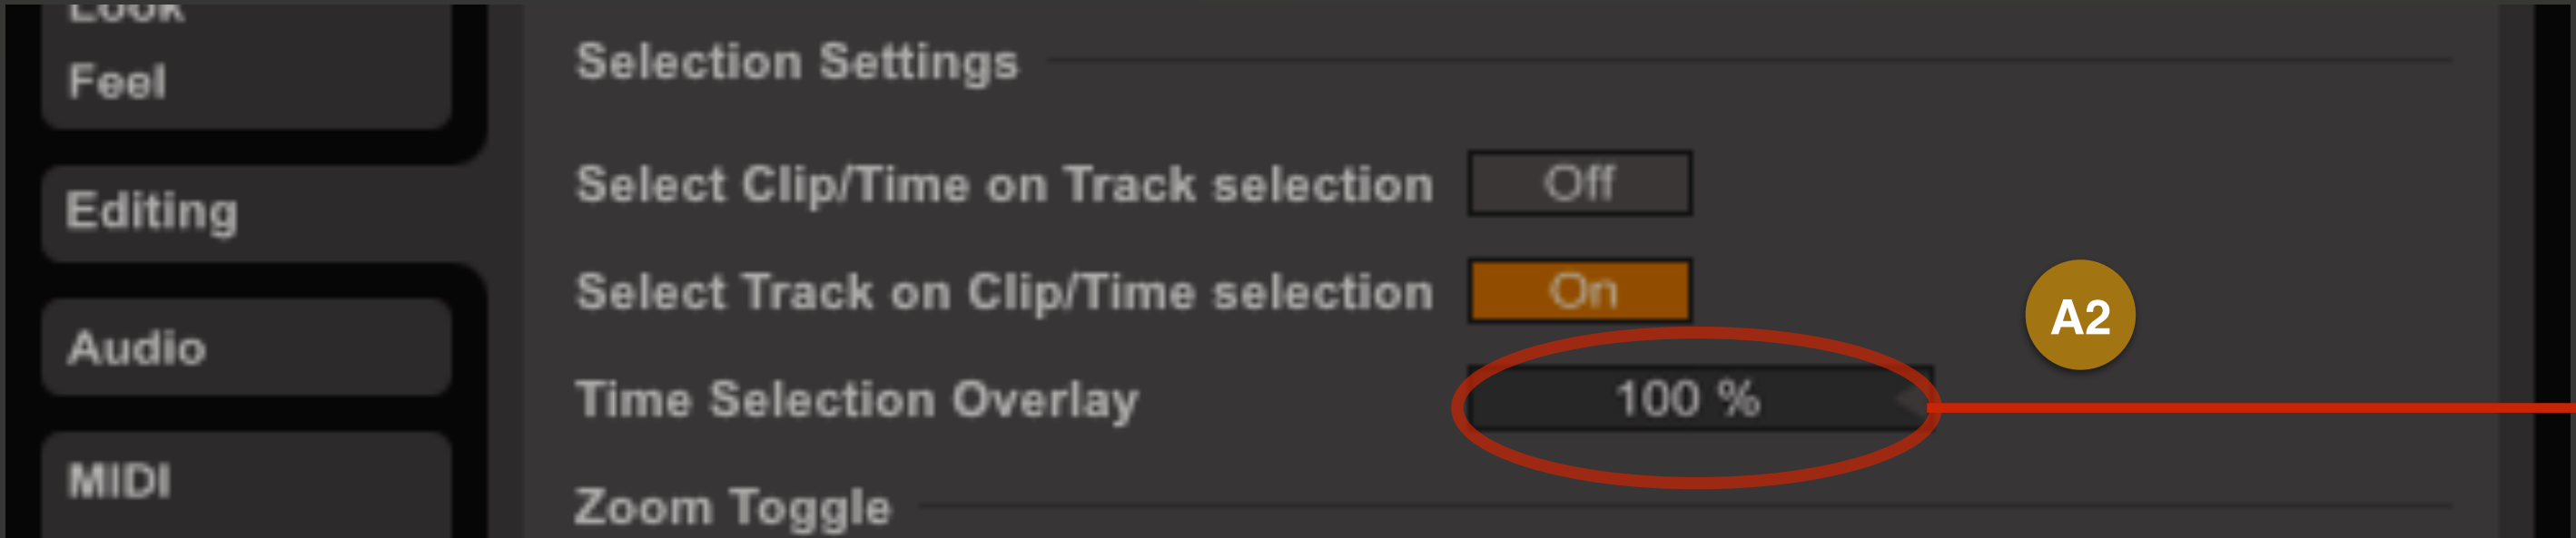 Look
Feel
Editing
Audio
MIDI
Selection Settings
Select Clip/Time on Track selection Off
Select Track on Clip/Time selection On
Time Selection Overlay 100 %
Zoom Toggle
A2